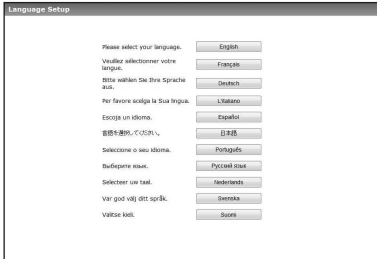 Language Setup
Please select your language.
English
Veuillez sélectionner votre
langue.
Français
Bitte wählen Sie Ihre Sprache
aus.
Deutsch
Per favore scelga la Sua lingua.
L'Italiano
Escoja un idioma.
Español
言語を選択してください。
日本語
Seleccione o seu idioma.
Português
Выберите язык.
Русский язык
Selecteer uw taal.
Nederlands
Var god välj ditt språk.
Svenska
Valitse kieli.
Suomi